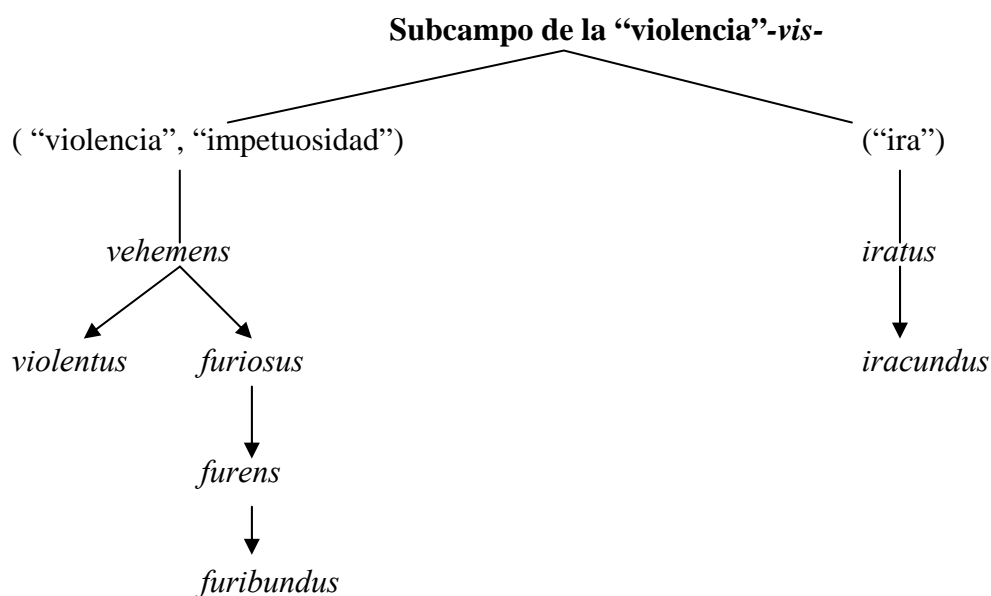 Subcampo de la “violencia”-vis-
( “violencia”, “impetuosidad”) (“ira”)
vehemens iratus
violentus furiosus iracundus
furens
furibundus